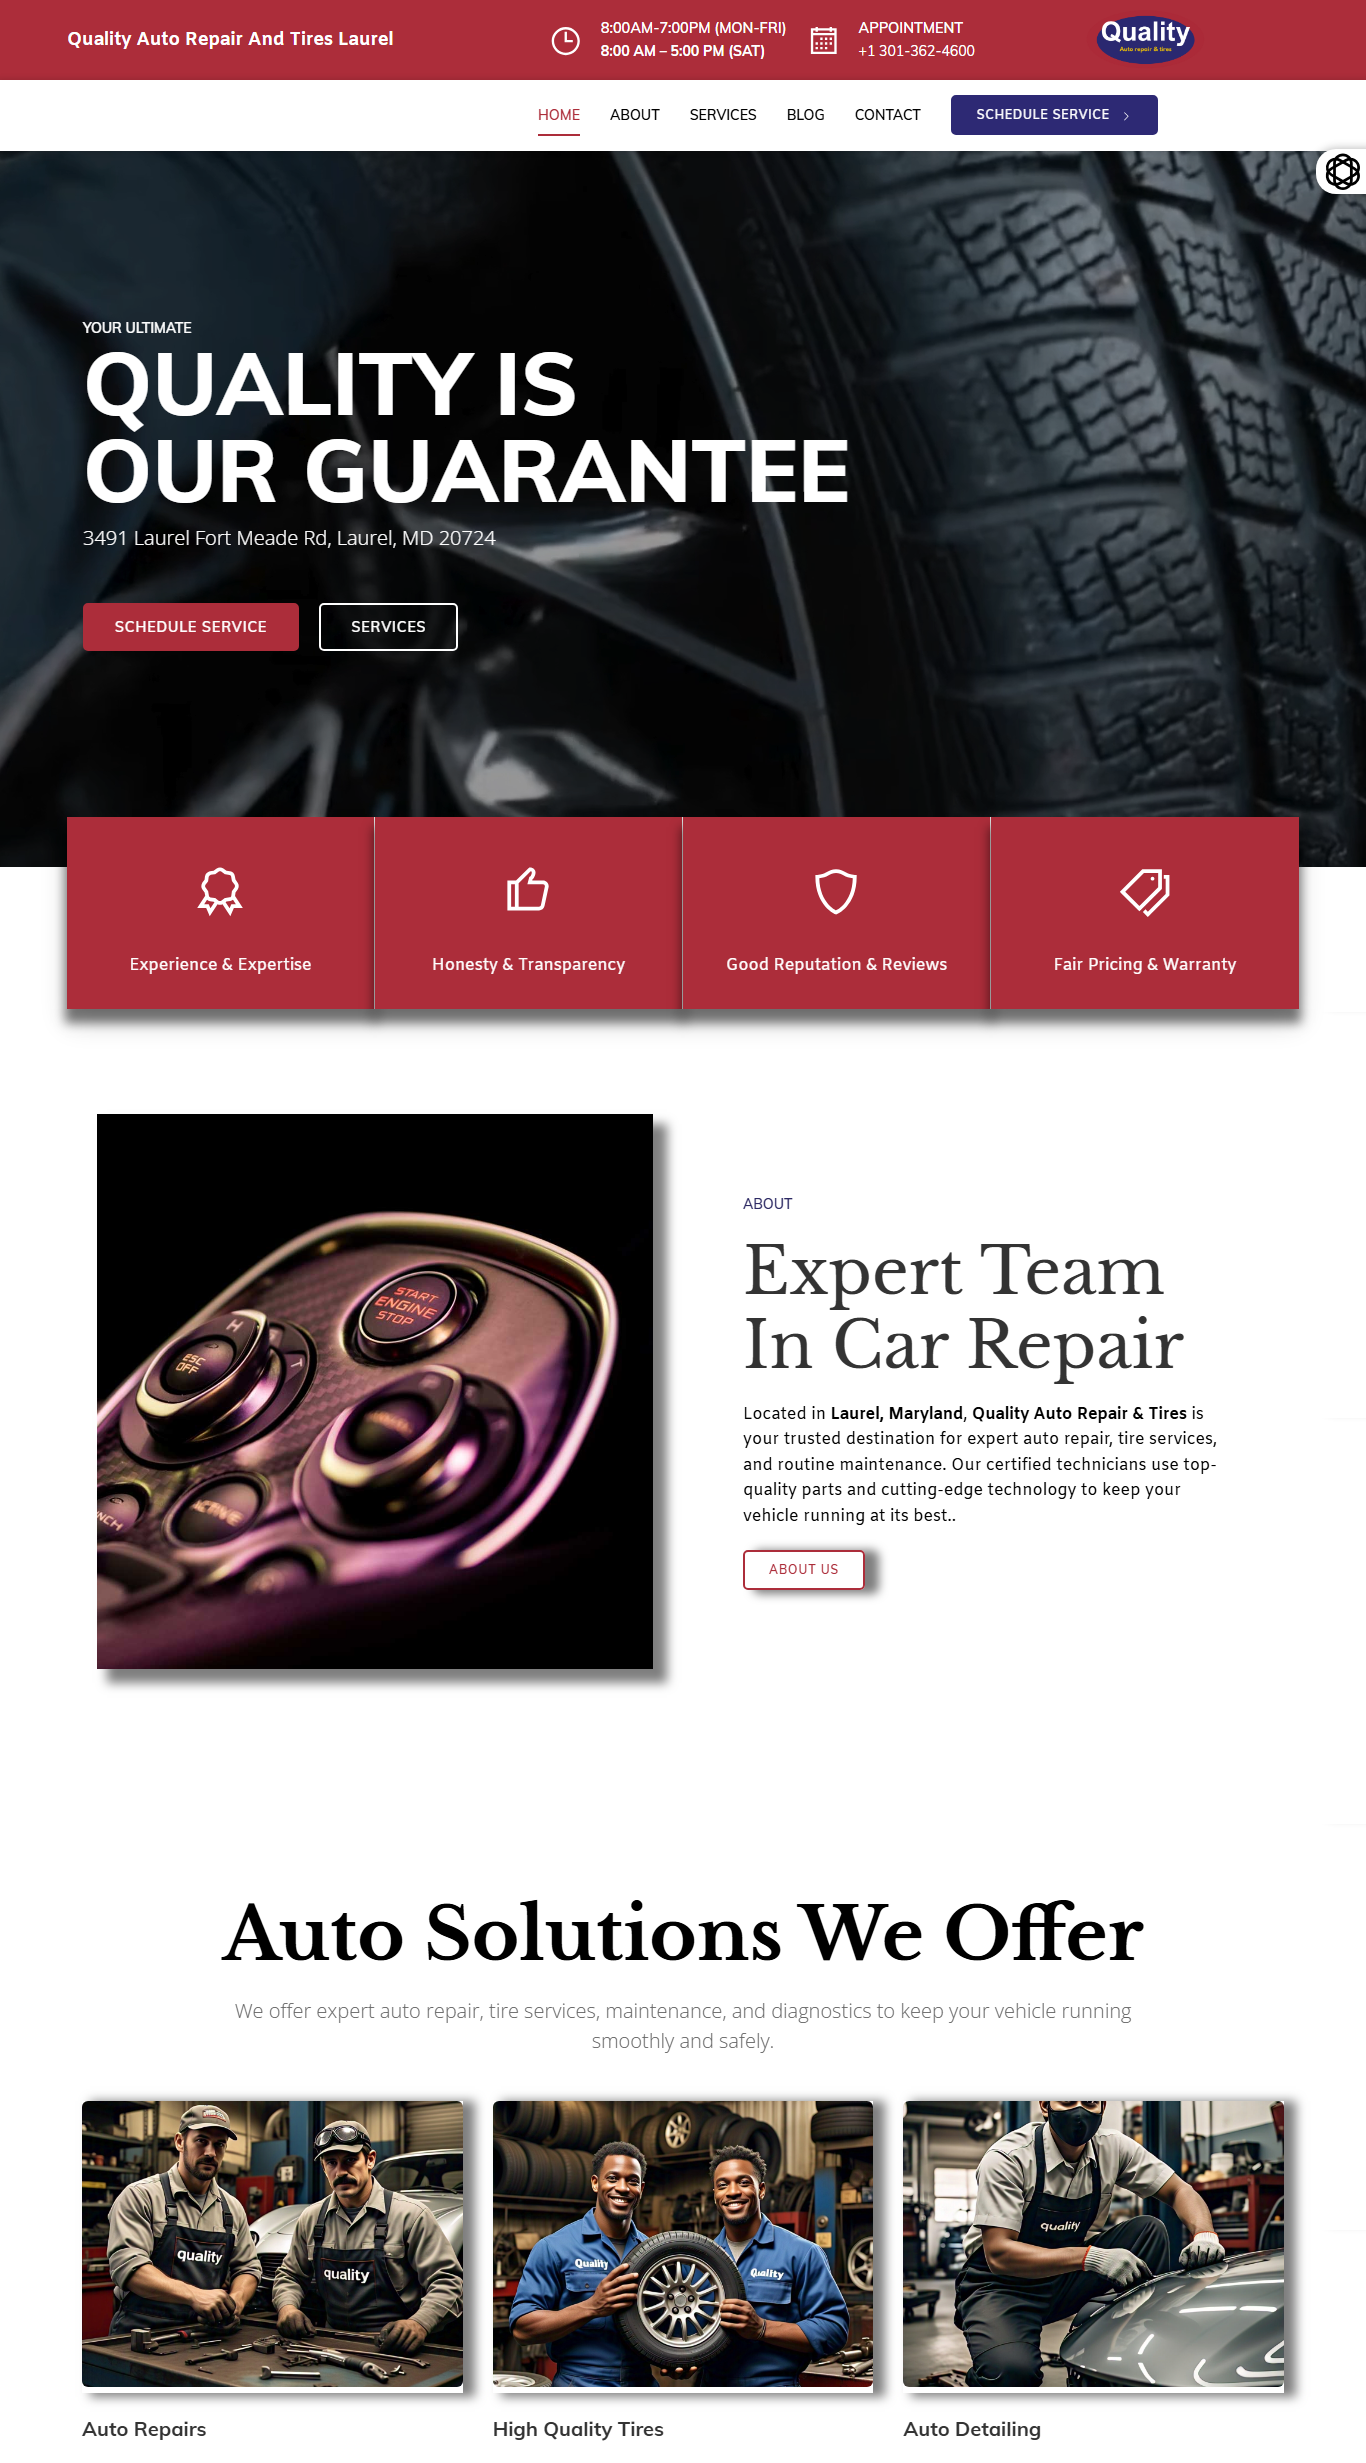 Quality Auto Repair And Tires Laurel
8:00AM-7:00PM (MON-FRI)
8:00 AM – 5:00 PM (SAT)
APPOINTMENT
+1 301-362-4600
Quality
Auto repair & tires
HOME
ABOUT
SERVICES
BLOG
CONTACT
SCHEDULE SERVICE
YOUR ULTIMATE
QUALITY IS
OUR GUARANTEE
3491 Laurel Fort Meade Rd, Laurel, MD 20724
SCHEDULE SERVICE
SERVICES
Experience & Expertise
Honesty & Transparency
Good Reputation & Reviews
Fair Pricing & Warranty
START
ENGINE
STOP
H
T
ESC
OFF
ACTIVE
ABOUT
Expert Team
In Car Repair
Located in Laurel, Maryland, Quality Auto Repair & Tires is
your trusted destination for expert auto repair, tire services,
and routine maintenance. Our certified technicians use top-
quality parts and cutting-edge technology to keep your
vehicle running at its best..
ABOUT US
Auto Solutions We Offer
We offer expert auto repair, tire services, maintenance, and diagnostics to keep your vehicle running
smoothly and safely.
quality
quality
Quality
Quality
quality
Auto Repairs
High Quality Tires
Auto Detailing